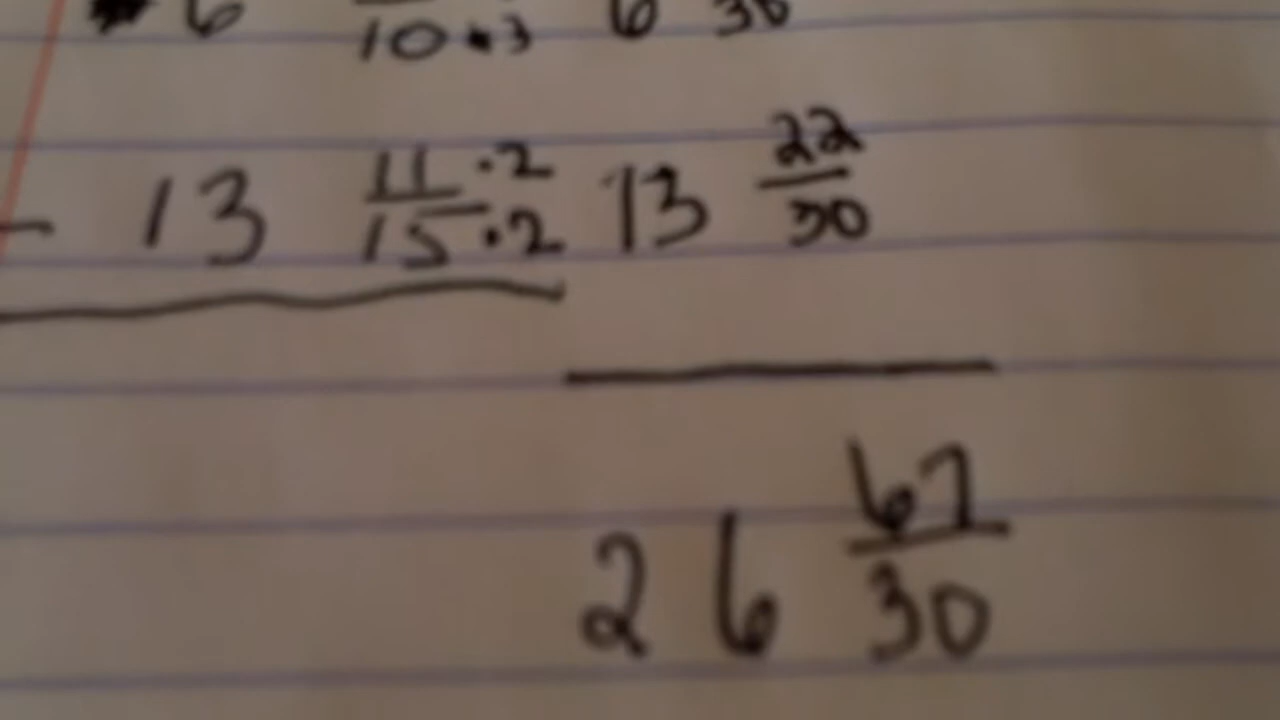 6 10 • 3 6 30
- 13 11/15 • 2 • 2 13 22/30
26 67/30